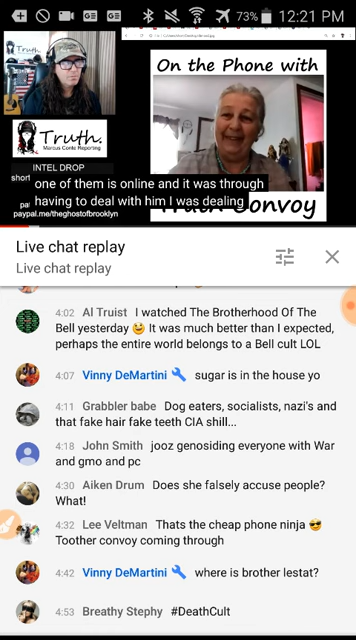 73% 12:21 PM
On the Phone with
Truth.
Truth.
Marcus Conte Reporting
INTEL DROP
short
one of them is online and it was through
having to deal with him I was dealing
Convoy
paypal.me/theghostofbrooklyn
Live chat replay
Live chat replay
4:02 Al Truist I watched The Brotherhood Of The
Bell yesterday 😉 It was much better than I expected,
perhaps the entire world belongs to a Bell cult LOL
4:07 Vinny DeMartini 🔧 sugar is in the house yo
4:11 Grabbler babe Dog eaters, socialists, nazi's and
that fake hair fake teeth CIA shill...
4:18 John Smith jooz genosiding everyone with War
and gmo and pc
4:30 Aiken Drum Does she falsely accuse people?
What!
4:32 Lee Veltman Thats the cheap phone ninja 😎
Toother convoy coming through
4:42 Vinny DeMartini 🔧 where is brother lestat?
4:53 Breathy Stephy #DeathCult